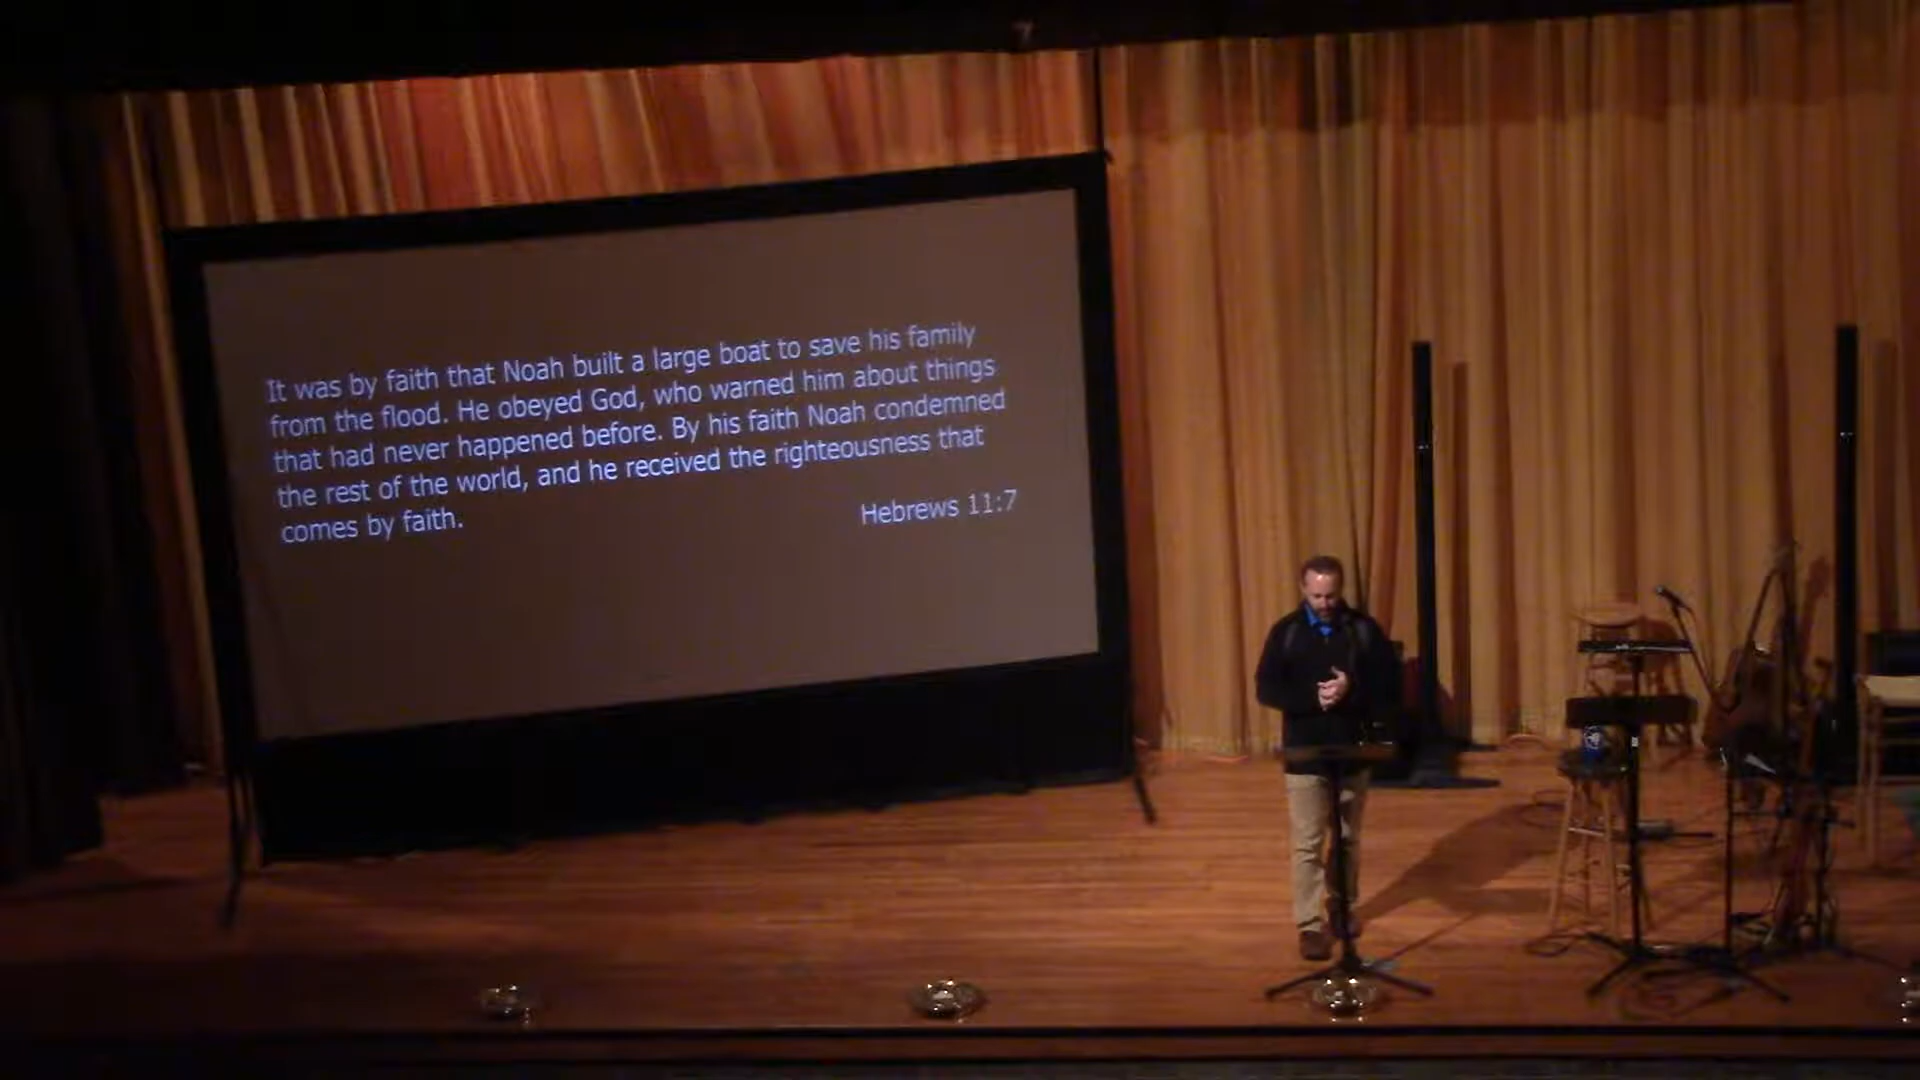 It was by faith that Noah built a large boat to save his family
from the flood. He obeyed God, who warned him about things
that had never happened before. By his faith Noah condemned
the rest of the world, and he received the righteousness that
comes by faith.
Hebrews 11:7